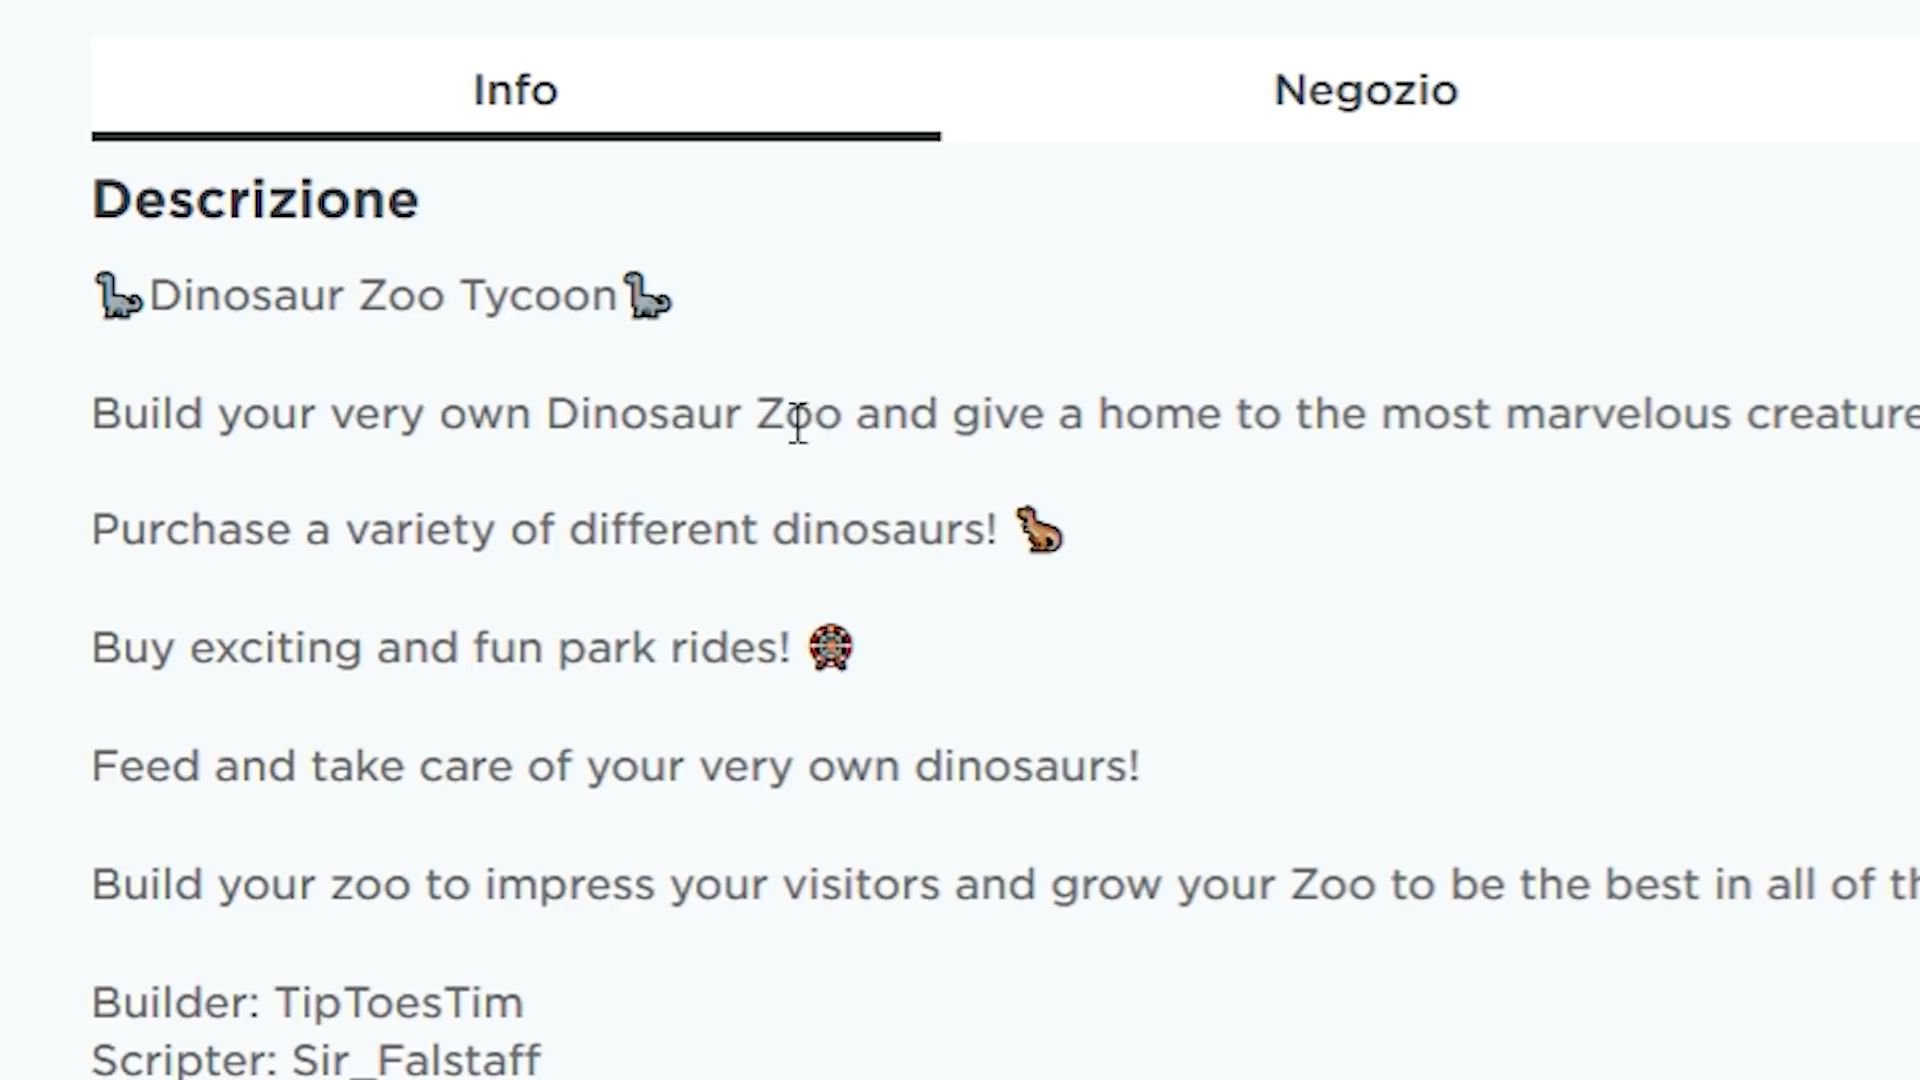 Info
Negozio
Descrizione
🦕Dinosaur Zoo Tycoon🦕
Build your very own Dinosaur Zoo and give a home to the most marvelous
Purchase a variety of different dinosaurs! 🦖
Buy exciting and fun park rides! 🎡
Feed and take care of your very own dinosaurs!
Build your zoo to impress your visitors and grow your Zoo to be the best in all of
Builder: TipToesTim
Scripter: Sir_Falstaff